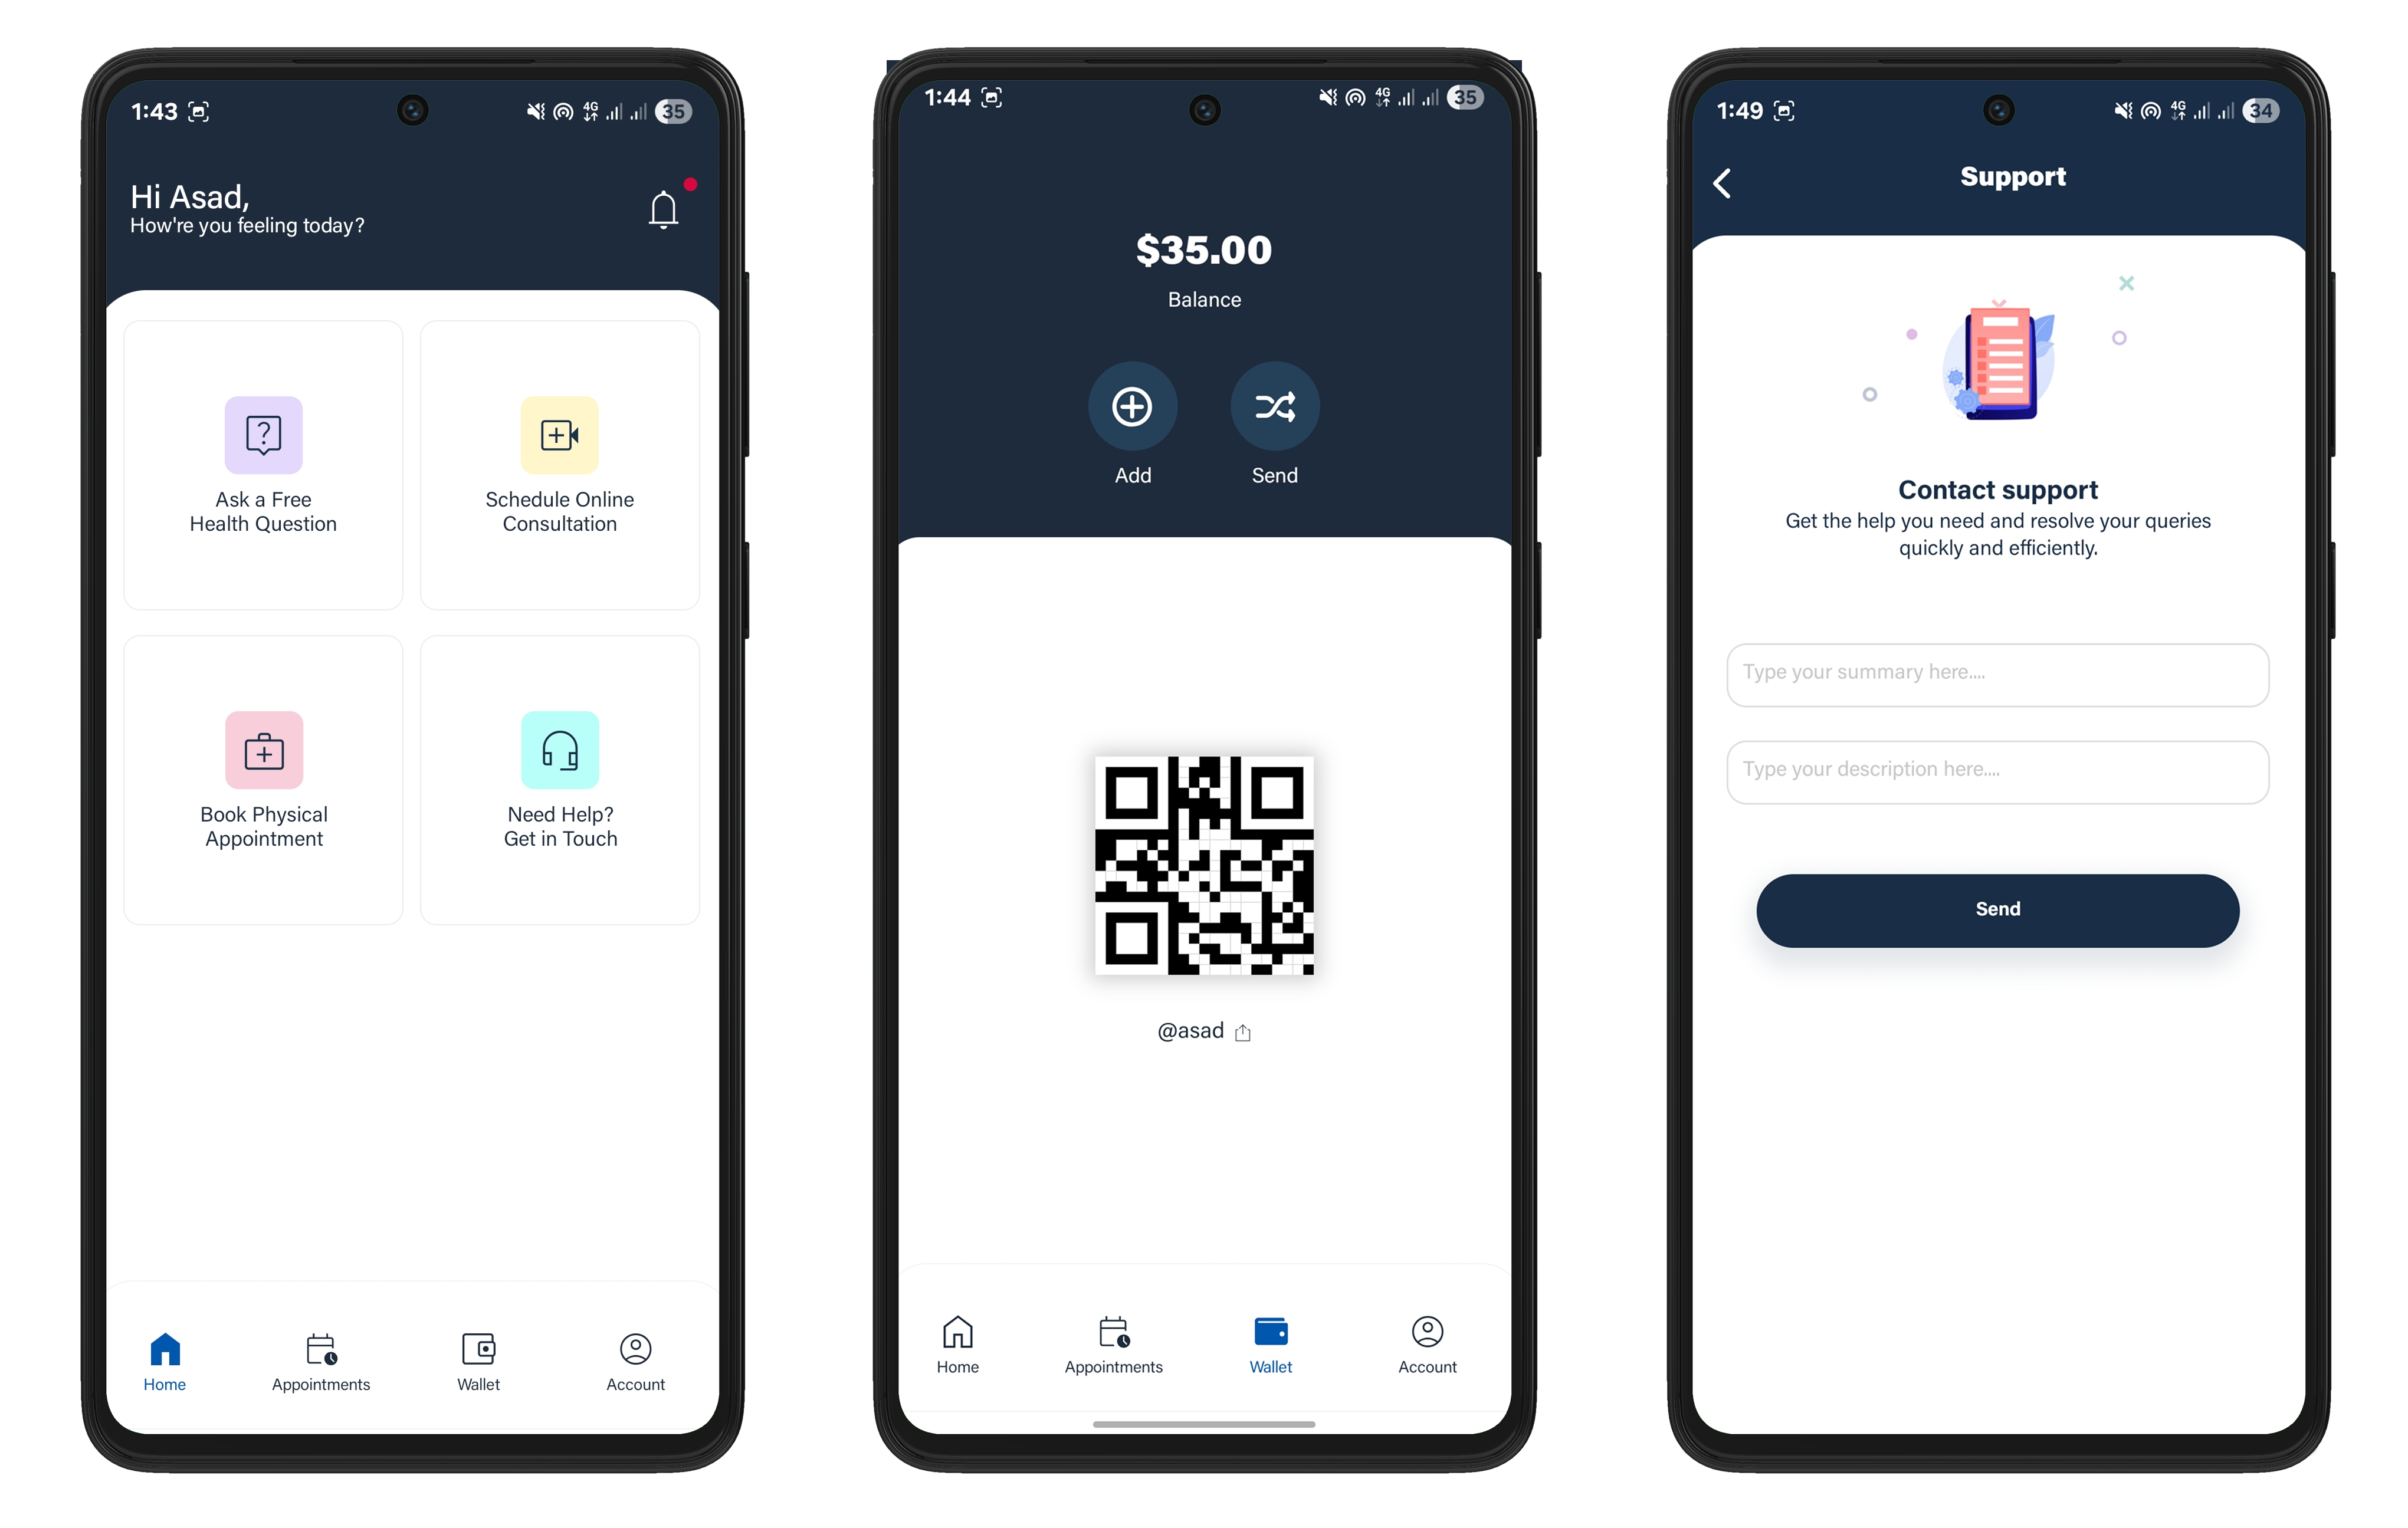 1:43
4G
35
Hi Asad,
How're you feeling today?
Ask a Free
Health Question
Schedule Online
Consultation
Book Physical
Appointment
Need Help?
Get in Touch
Home
Appointments
Wallet
Account
1:44
4G
35
$35.00
Balance
Add
Send
@asad
Home
Appointments
Wallet
Account
1:49
4G
34
Support
Contact support
Get the help you need and resolve your queries
quickly and efficiently.
Type your summary here....
Type your description here....
Send